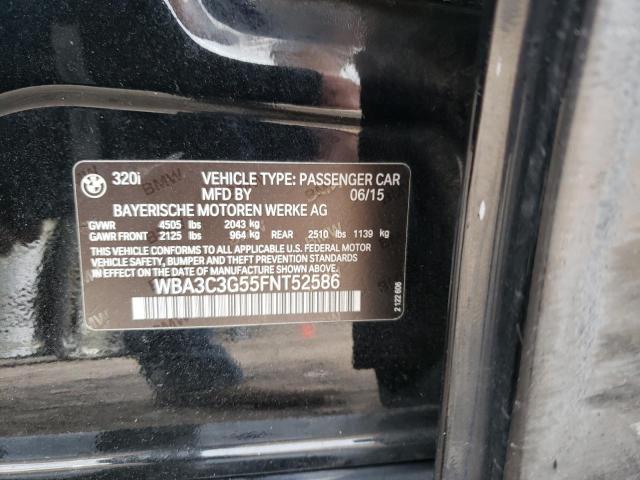 BMW 320i VEHICLE TYPE: PASSENGER CAR
MFD BY 06/15
BAYERISCHE MOTOREN WERKE AG
GVWR 4505 lbs 2043 kg
GAWR FRONT 2125 lbs 964 kg REAR 2510 lbs 1139 kg
THIS VEHICLE CONFORMS TO ALL APPLICABLE U.S. FEDERAL MOTOR
VEHICLE SAFETY, BUMPER AND THEFT PREVENTION STANDARDS
IN EFFECT ON THE DATE OF MANUFACTURE SHOWN ABOVE.
WBA3C3G55FNT52586
2 122 606